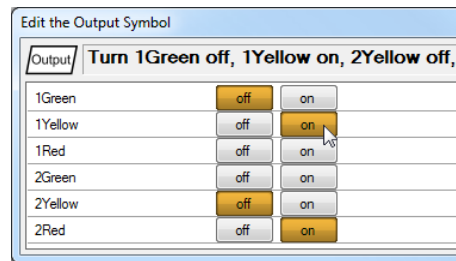 Edit the Output Symbol
Output Turn 1Green off, 1Yellow on, 2Yellow off,
1Green off on
1Yellow off on
1Red off on
2Green off on
2Yellow off on
2Red off on